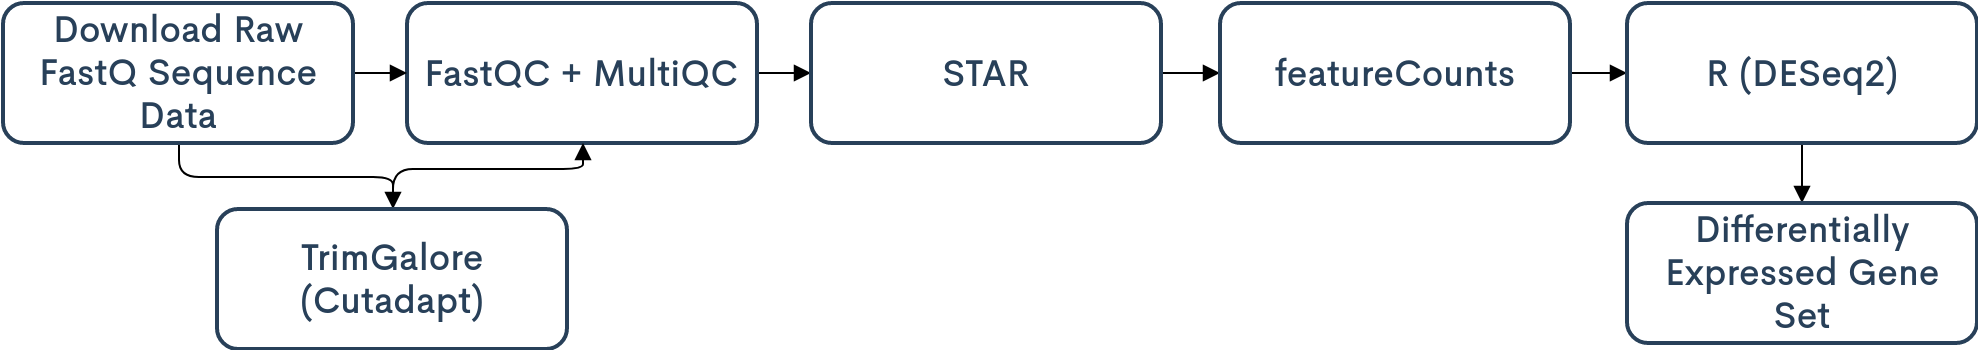 Download Raw
FastQ Sequence
Data
FastQC + MultiQC
STAR
featureCounts
R (DESeq2)
TrimGalore
(Cutadapt)
Differentially
Expressed Gene
Set